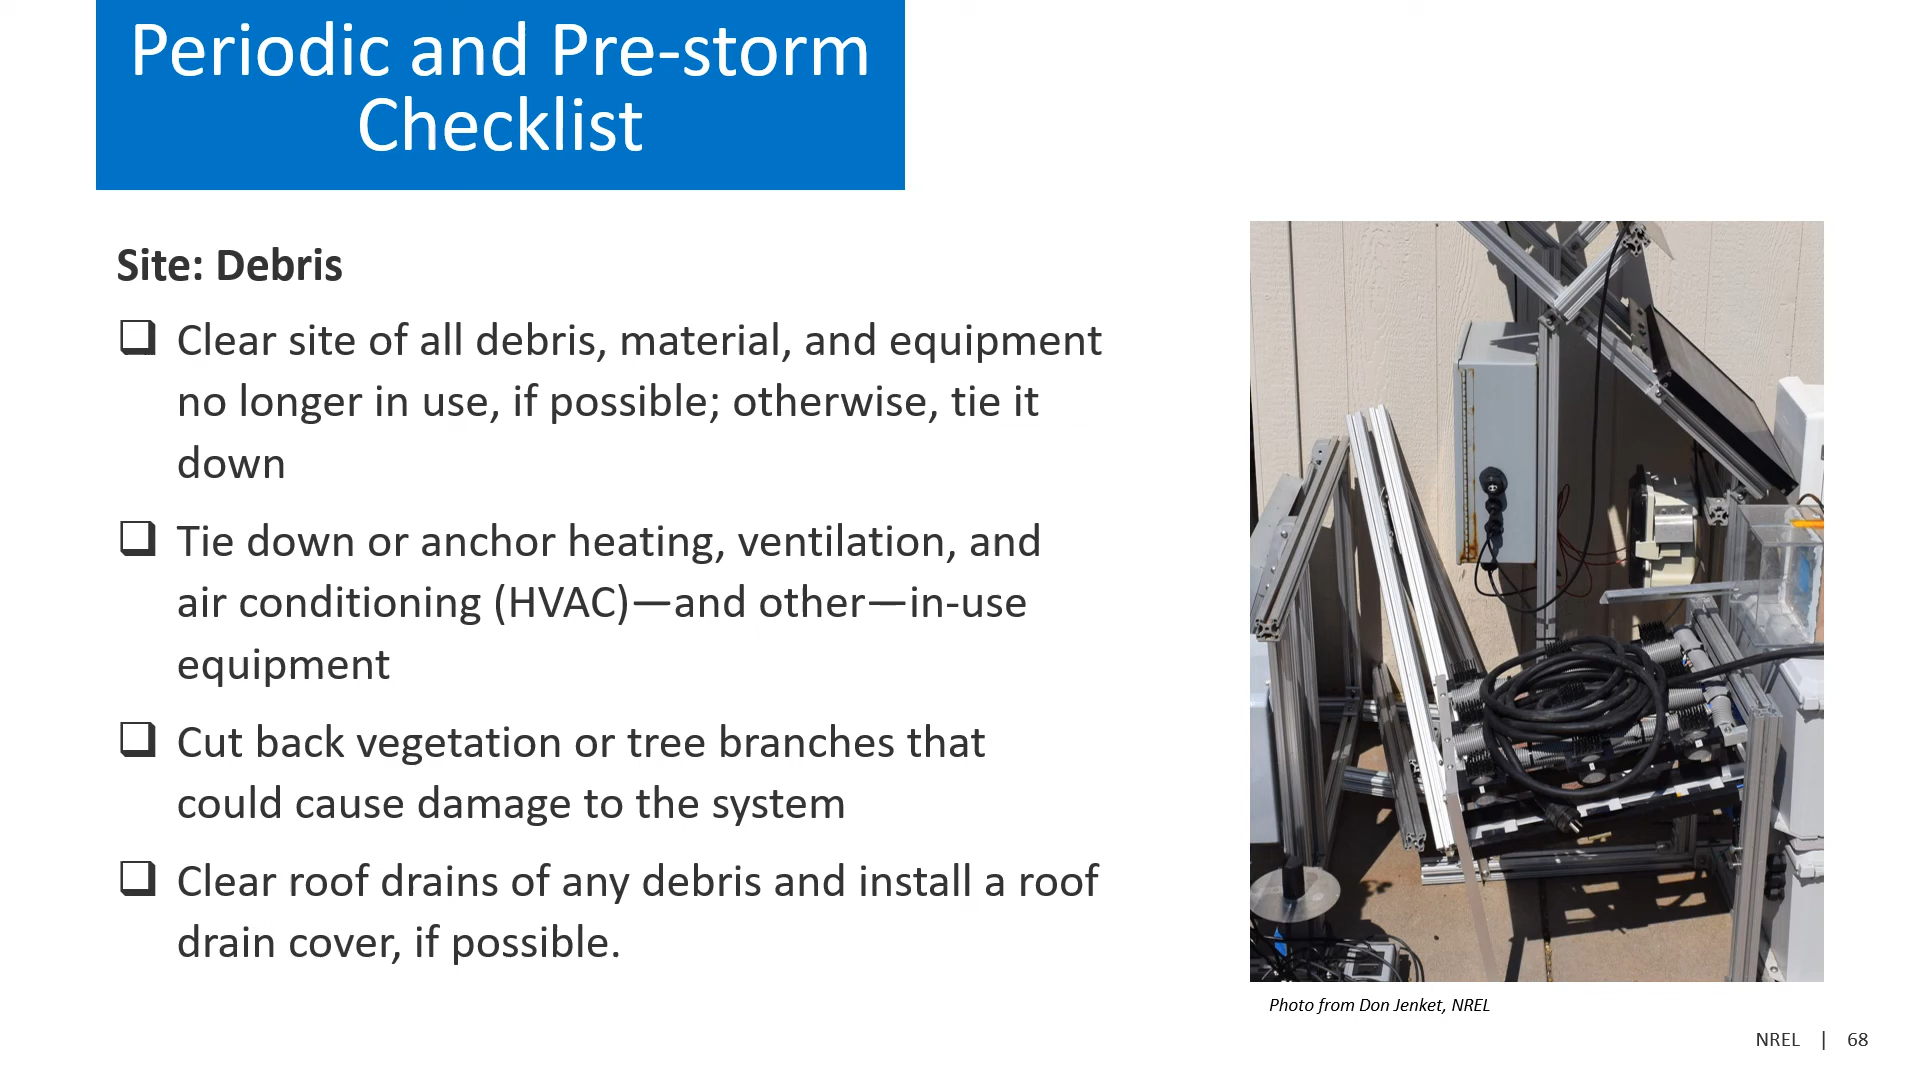 Periodic and Pre-storm
Checklist
Site: Debris
Clear site of all debris, material, and equipment
no longer in use, if possible; otherwise, tie it
down
Tie down or anchor heating, ventilation, and
air conditioning (HVAC)—and other—in-use
equipment
Cut back vegetation or tree branches that
could cause damage to the system
Clear roof drains of any debris and install a roof
drain cover, if possible.
Photo from Don Jenket, NREL
NREL | 68